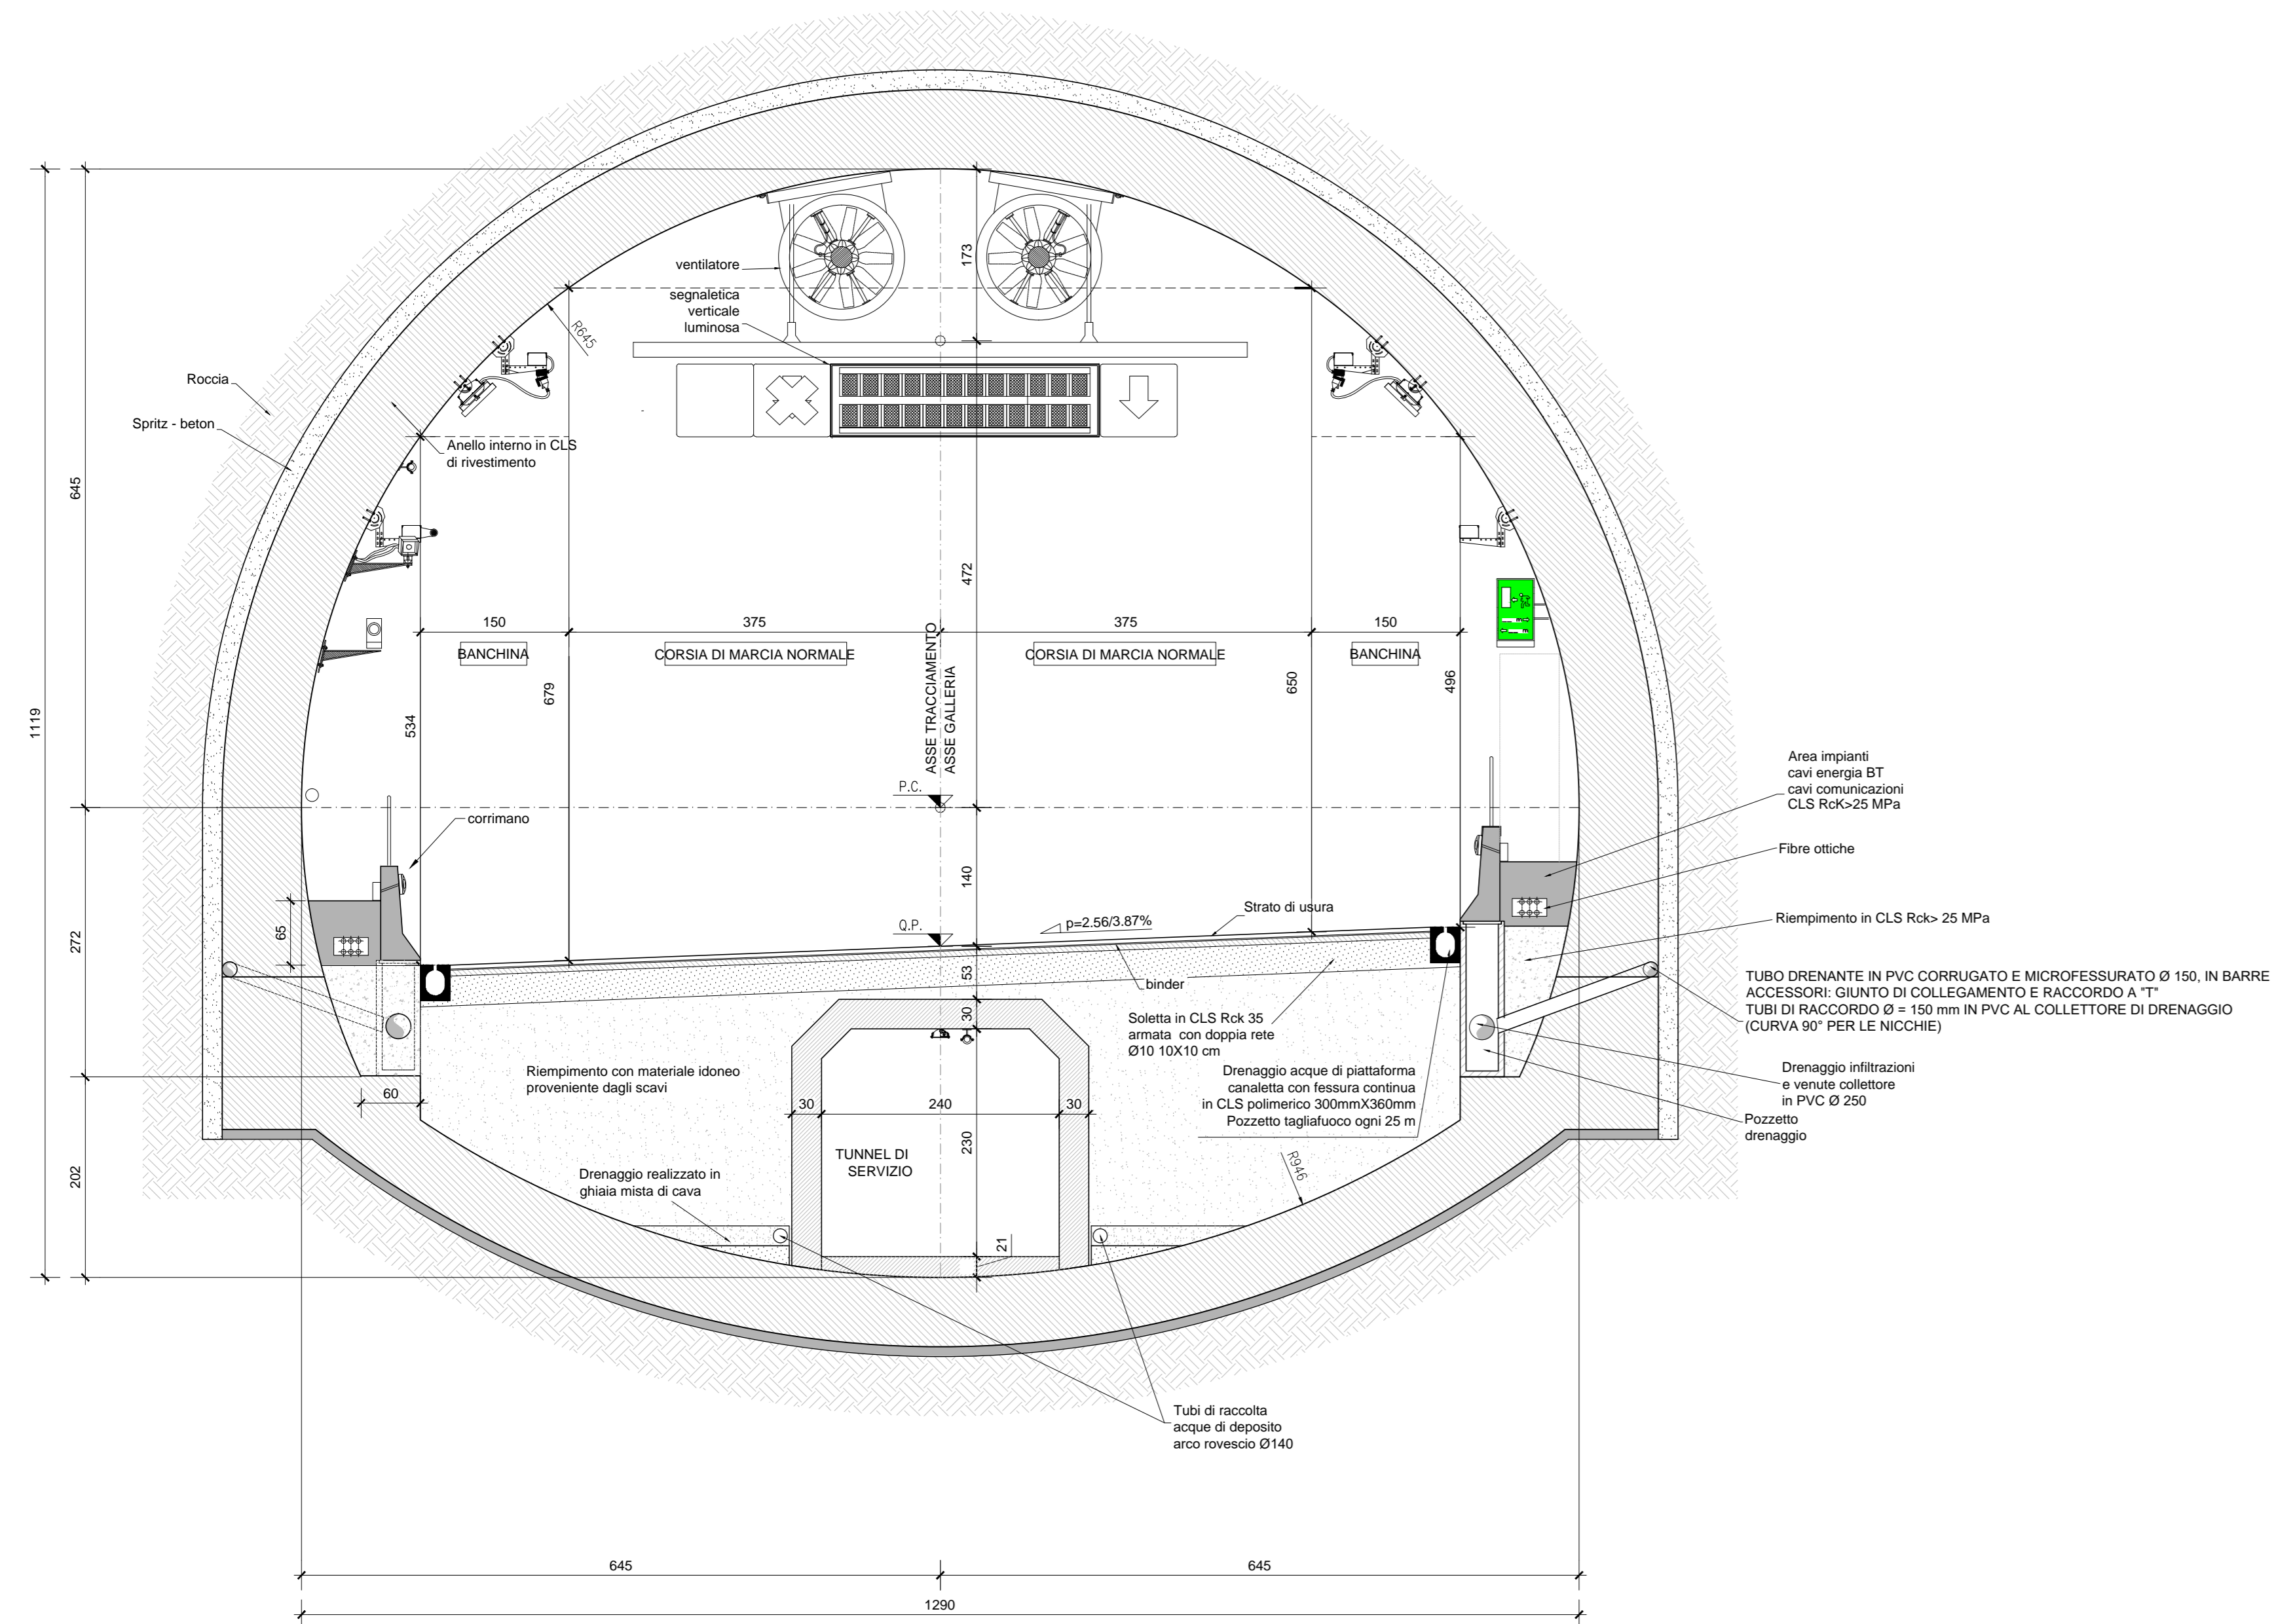 173
ventilatore
segnaletica
verticale
luminosa
R645
Roccia
Spritz - beton
Anello interno in CLS
di rivestimento
645
1119
472
150
375
375
150
BANCHINA
CORSIA DI MARCIA NORMALE
CORSIA DI MARCIA NORMALE
BANCHINA
534
679
ASSE TRACCIAMENTO
ASSE GALLERIA
650
496
P.C.
corrimano
Area impianti
cavi energia BT
cavi comunicazioni
CLS RcK>25 MPa
Fibre ottiche
140
Q.P.
p=2.56/3.87%
Strato di usura
Riempimento in CLS Rck> 25 MPa
65
272
53
binder
TUBO DRENANTE IN PVC CORRUGATO E MICROFESSURATO Ø 150, IN BARRE
ACCESSORI: GIUNTO DI COLLEGAMENTO E RACCORDO A "T"
TUBI DI RACCORDO Ø = 150 mm IN PVC AL COLLETTORE DI DRENAGGIO
(CURVA 90° PER LE NICCHIE)
30
Soletta in CLS Rck 35
armata con doppia rete
Ø10 10X10 cm
Riempimento con materiale idoneo
proveniente dagli scavi
Drenaggio acque di piattaforma
canaletta con fessura continua
in CLS polimerico 300mmX360mm
Pozzetto tagliafuoco ogni 25 m
Drenaggio infiltrazioni
e venute collettore
in PVC Ø 250
Pozzetto
drenaggio
60
30
240
30
230
TUNNEL DI
SERVIZIO
Drenaggio realizzato in
ghiaia mista di cava
R946
202
21
Tubi di raccolta
acque di deposito
arco rovescio Ø140
645
645
1290